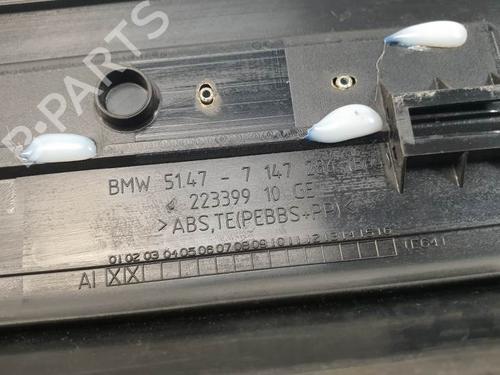 B-PARTS
BMW 51.47 - 7 147
223399 10 GE
>ABS,TE(PEBBS+PP)<
01 02 03 04 05 06 07 08 09 10 11 12 13 14 15 16
AI